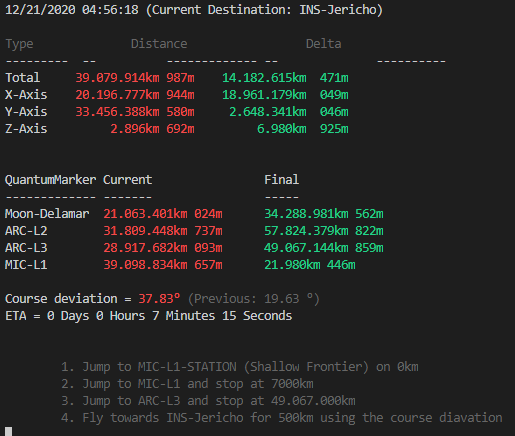 12/21/2020 04:56:18 (Current Destination: INS-Jericho)
Type Distance Delta
--------- -- ------------- -- ----------
Total 39.079.914km 987m 14.182.615km 471m
X-Axis 20.196.777km 944m 18.961.179km 049m
Y-Axis 33.456.388km 580m 2.648.341km 046m
Z-Axis 2.896km 692m 6.980km 925m
QuantumMarker Current Final
------------- ------- -----
Moon-Delamar 21.063.401km 024m 34.288.981km 562m
ARC-L2 31.809.448km 737m 57.824.379km 822m
ARC-L3 28.917.682km 093m 49.067.144km 859m
MIC-L1 39.098.834km 657m 21.980km 446m
Course deviation = 37.83° (Previous: 19.63 °)
ETA = 0 Days 0 Hours 7 Minutes 15 Seconds
1. Jump to MIC-L1-STATION (Shallow Frontier) on 0km
2. Jump to MIC-L1 and stop at 7000km
3. Jump to ARC-L3 and stop at 49.067.000km
4. Fly towards INS-Jericho for 500km using the course diavation